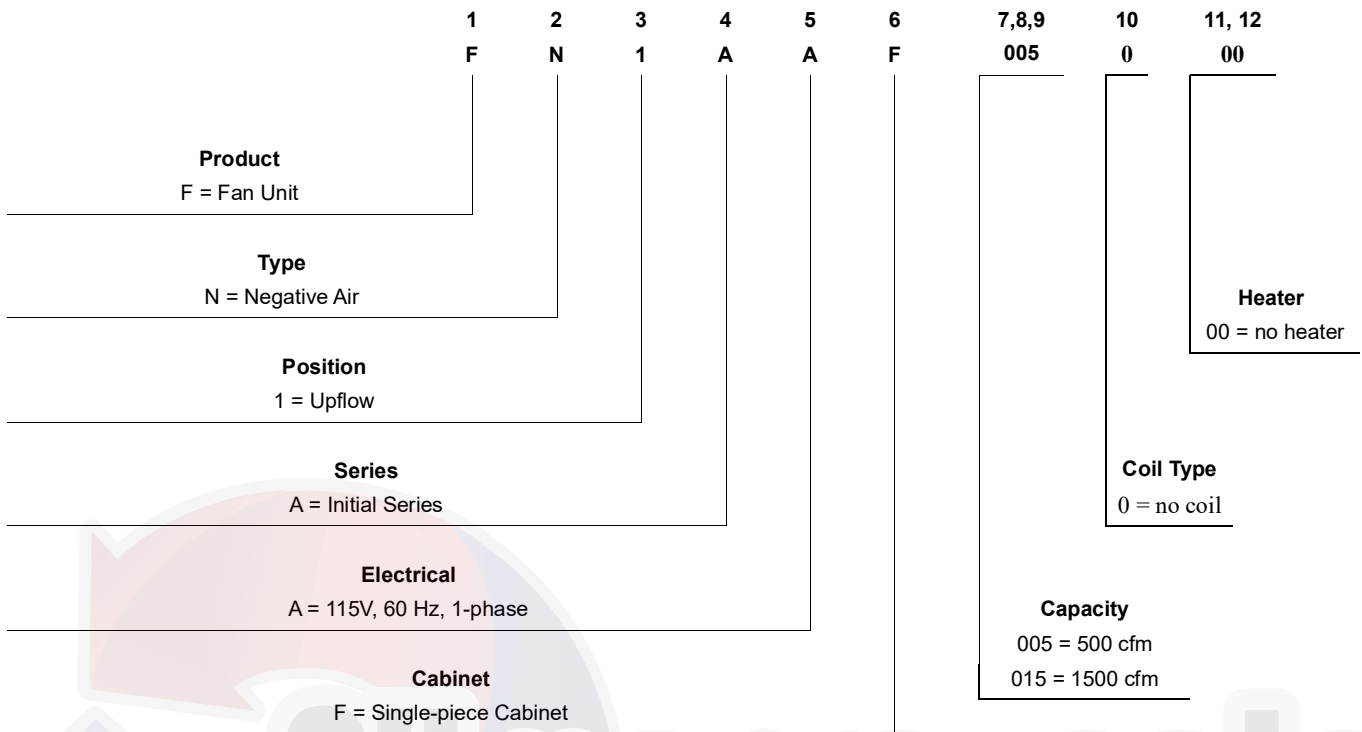 1 2 3 4 5 6 7,8,9 10 11, 12
F N 1 A A F 005 0 00
Product
F = Fan Unit
Type
N = Negative Air
Heater
00 = no heater
Position
1 = Upflow
Series
A = Initial Series
Coil Type
0 = no coil
Electrical
A = 115V, 60 Hz, 1-phase
Capacity
005 = 500 cfm
015 = 1500 cfm
Cabinet
F = Single-piece Cabinet